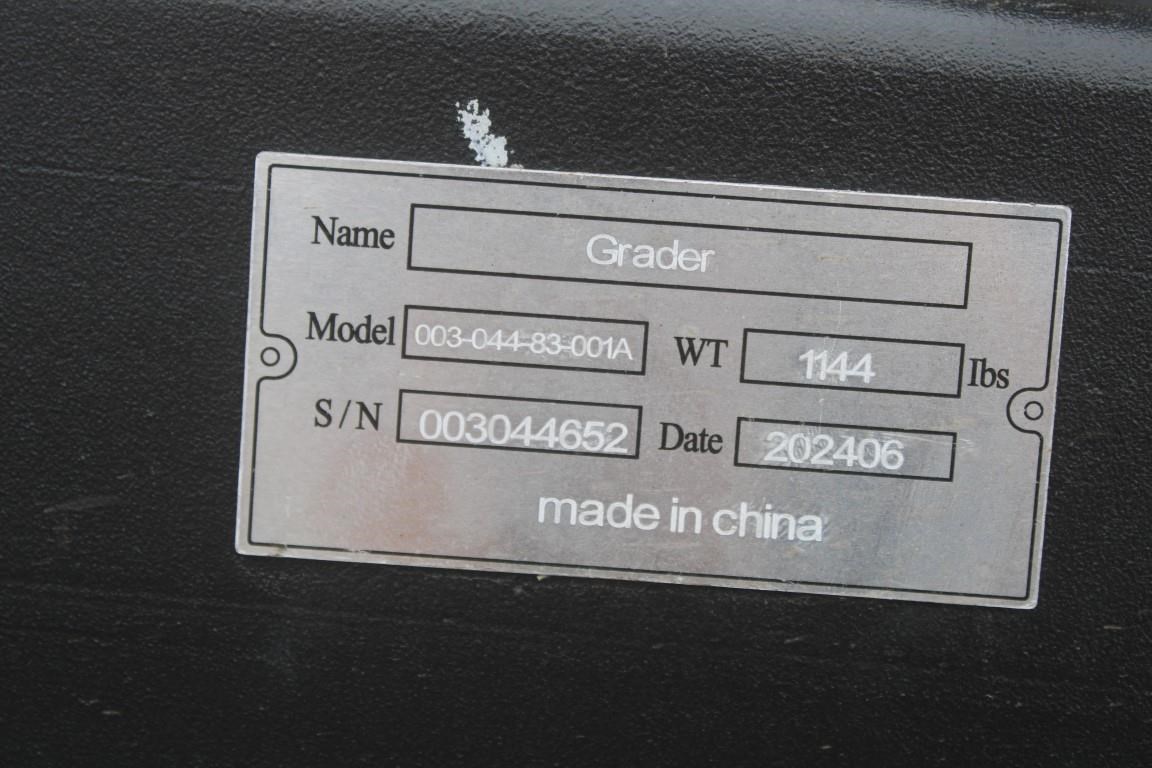 Name Grader
Model 003-044-83-001A WT 1144 lbs
S/N 003044652 Date 202406
made in china